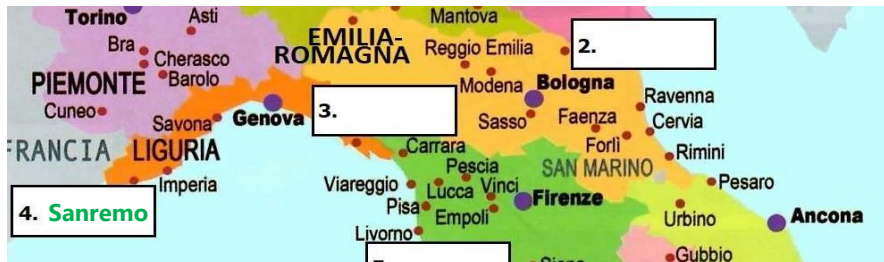 Torino
Asti
Mantova
EMILIA-
ROMAGNA
Bra
Cherasco
Barolo
PIEMONTE
Cuneo
Reggio Emilia
2.
Modena
Bologna
Savona
Genova
3.
Sasso
Faenza
Ravenna
Cervia
Forlì
FRANCIA
LIGURIA
Carrara
Pescia
SAN MARINO
Rimini
Imperia
Viareggio
Lucca
Vinci
Firenze
Pesaro
4. Sanremo
Pisa
Empoli
Urbino
Ancona
Livorno
Gubbio